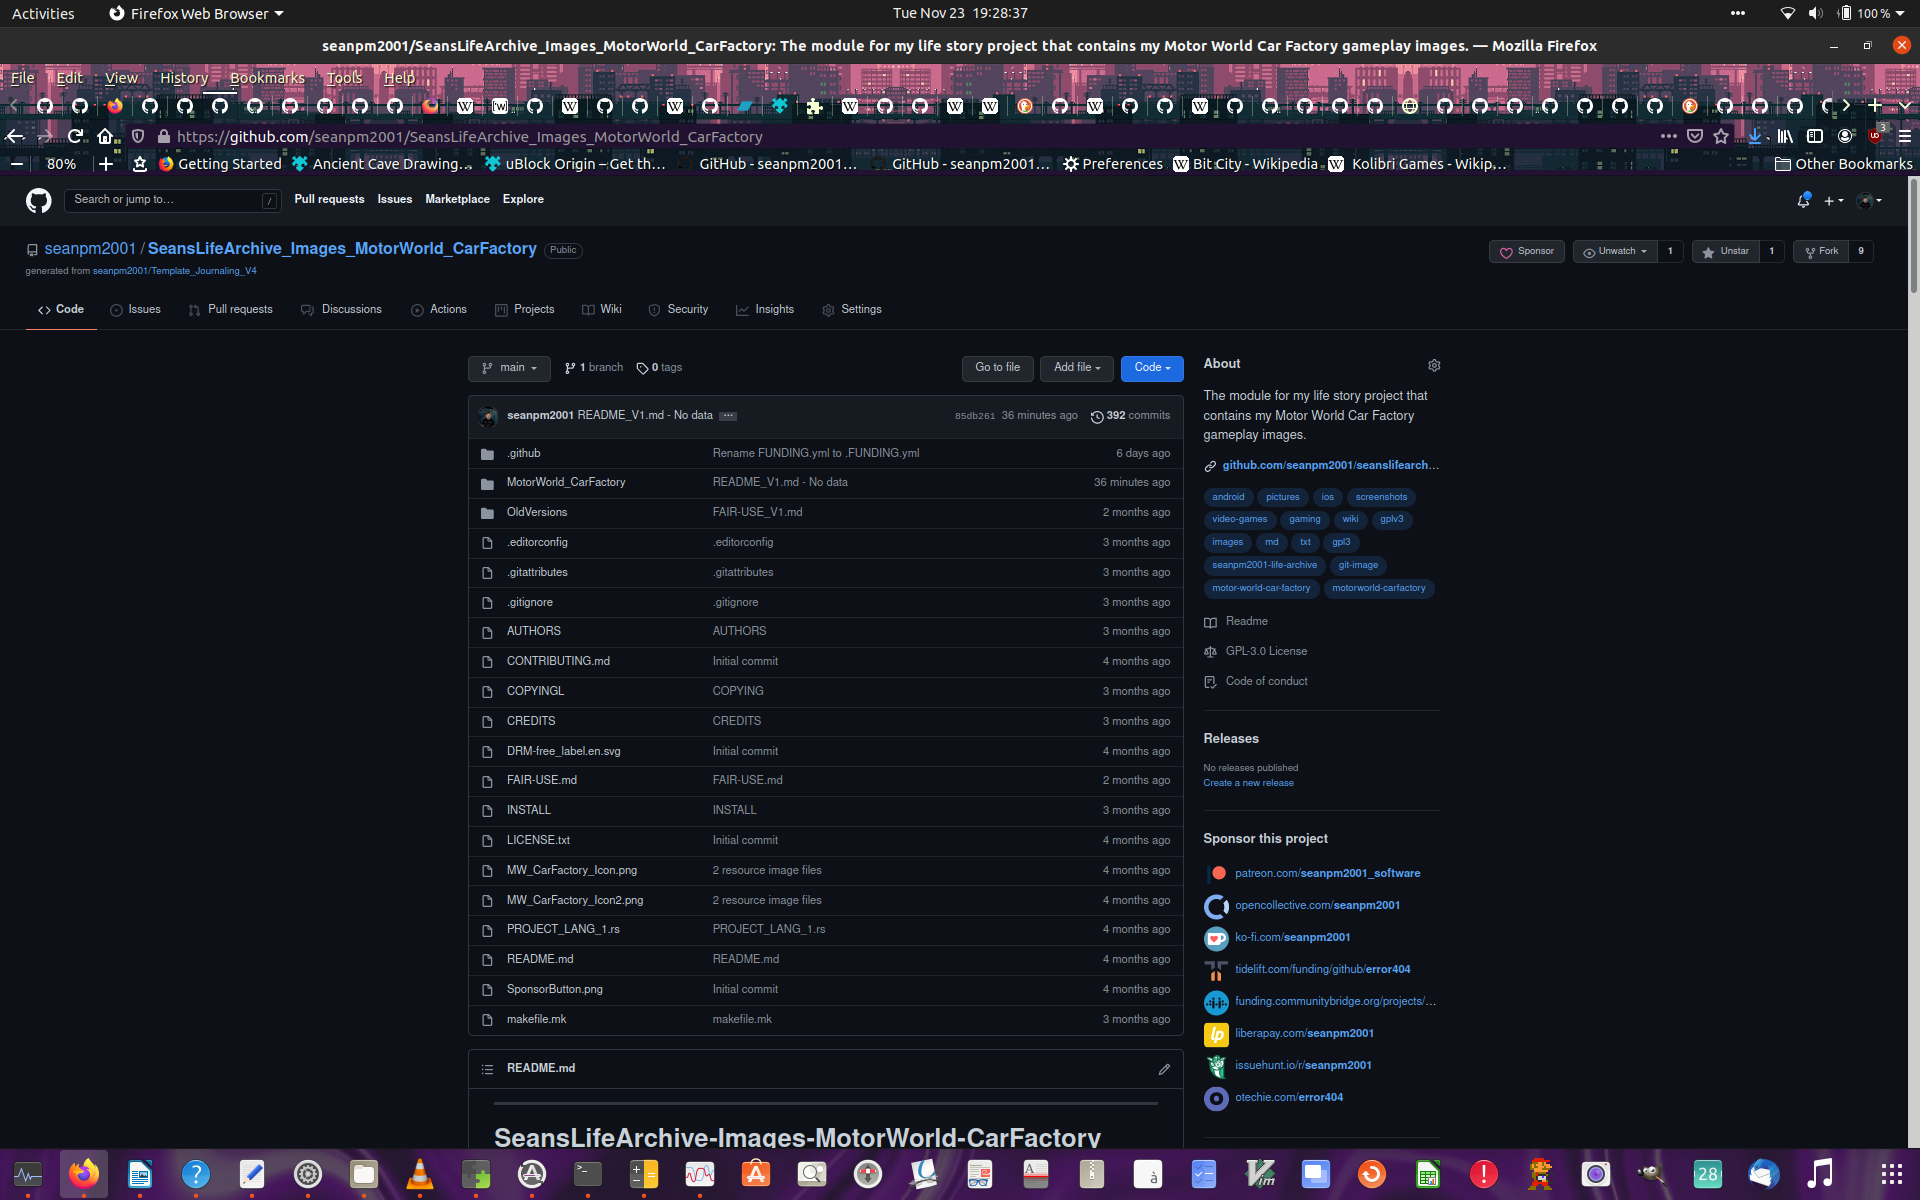 Activities
Firefox Web Browser
Tue Nov 23 19:28:37
100 %
seanpm2001/SeansLifeArchive_Images_MotorWorld_CarFactory: The module for my life story project that contains my Motor World Car Factory gameplay images. — Mozilla Firefox
File Edit View History Bookmarks Tools Help
https://github.com/seanpm2001/SeansLifeArchive_Images_MotorWorld_CarFactory
3
80%
Getting Started
Ancient Cave Drawing…
uBlock Origin – Get th…
GitHub - seanpm2001…
GitHub - seanpm2001…
Preferences
Bit City - Wikipedia
Kolibri Games - Wikip…
Other Bookmarks
Search or jump to… /
Pull requests Issues Marketplace Explore
seanpm2001 / SeansLifeArchive_Images_MotorWorld_CarFactory Public
generated from seanpm2001/Template_Journaling_V4
Sponsor
Unwatch 1
Unstar 1
Fork 9
Code Issues Pull requests Discussions Actions Projects Wiki Security Insights Settings
main 1 branch 0 tags
Go to file Add file Code
seanpm2001 README_V1.md - No data 85db261 36 minutes ago 392 commits
.github Rename FUNDING.yml to .FUNDING.yml 6 days ago
MotorWorld_CarFactory README_V1.md - No data 36 minutes ago
OldVersions FAIR-USE_V1.md 2 months ago
.editorconfig .editorconfig 3 months ago
.gitattributes .gitattributes 3 months ago
.gitignore .gitignore 3 months ago
AUTHORS AUTHORS 3 months ago
CONTRIBUTING.md Initial commit 4 months ago
COPYINGL COPYING 3 months ago
CREDITS CREDITS 3 months ago
DRM-free_label.en.svg Initial commit 4 months ago
FAIR-USE.md FAIR-USE.md 2 months ago
INSTALL INSTALL 3 months ago
LICENSE.txt Initial commit 4 months ago
MW_CarFactory_Icon.png 2 resource image files 4 months ago
MW_CarFactory_Icon2.png 2 resource image files 4 months ago
PROJECT_LANG_1.rs PROJECT_LANG_1.rs 4 months ago
README.md README.md 4 months ago
SponsorButton.png Initial commit 4 months ago
makefile.mk makefile.mk 3 months ago
README.md
SeansLifeArchive-Images-MotorWorld-CarFactory
About
The module for my life story project that
contains my Motor World Car Factory
gameplay images.
github.com/seanpm2001/seanslifearch…
android pictures ios screenshots
video-games gaming wiki gplv3
images md txt gpl3
seanpm2001-life-archive git-image
motor-world-car-factory motorworld-carfactory
Readme
GPL-3.0 License
Code of conduct
Releases
No releases published
Create a new release
Sponsor this project
patreon.com/seanpm2001_software
opencollective.com/seanpm2001
ko-fi.com/seanpm2001
tidelift.com/funding/github/error404
funding.communitybridge.org/projects/…
liberapay.com/seanpm2001
issuehunt.io/r/seanpm2001
otechie.com/error404
28